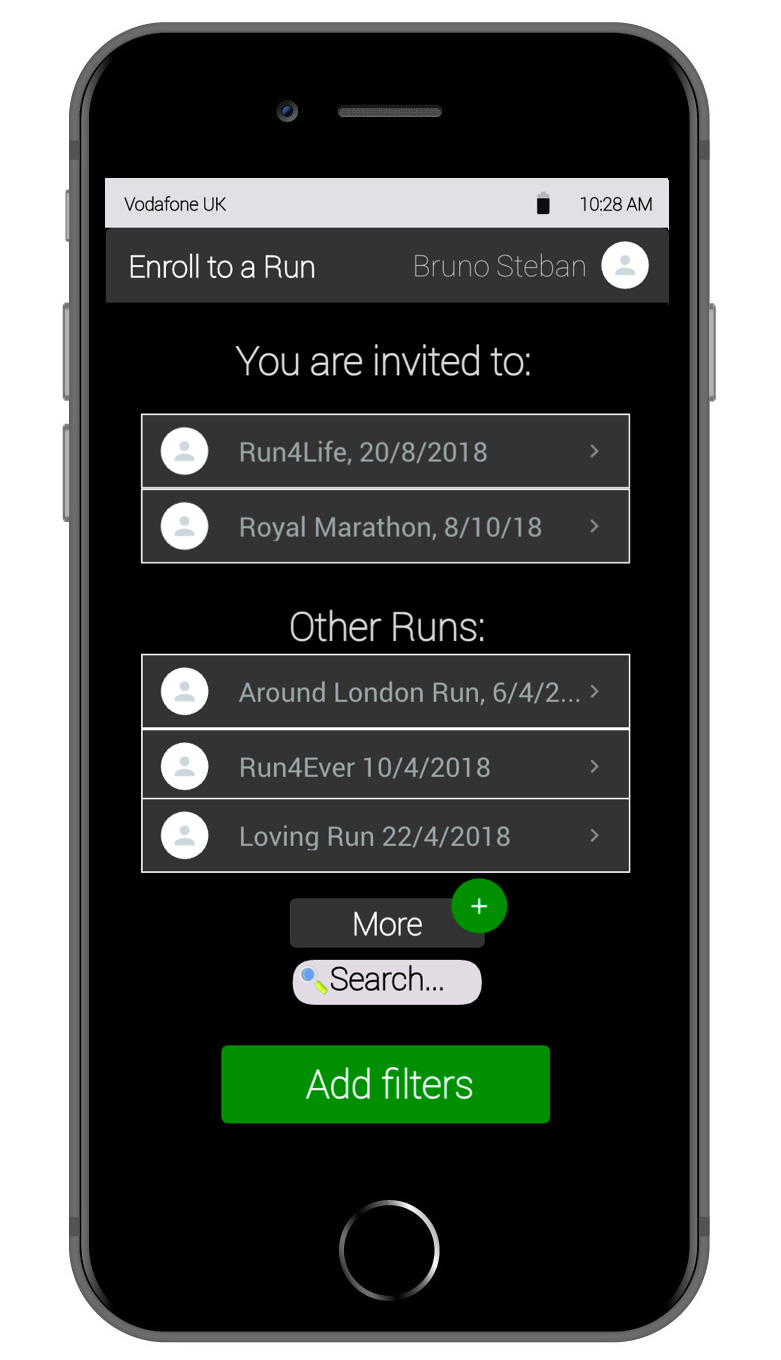 Vodafone UK 10:28 AM
Enroll to a Run Bruno Steban
You are invited to:
Run4Life, 20/8/2018
Royal Marathon, 8/10/18
Other Runs:
Around London Run, 6/4/2...
Run4Ever 10/4/2018
Loving Run 22/4/2018
More +
Search...
Add filters